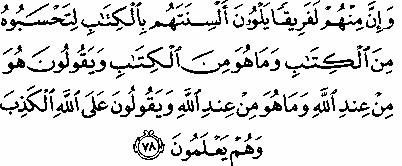 وَإِنَّ مِنْهُمْ لَفَرِيقًا يَلْوُۥنَ أَلْسِنَتَهُم بِٱلْكِتَٰبِ لِتَحْسَبُوهُ
مِنَ ٱلْكِتَٰبِ وَمَا هُوَ مِنَ ٱلْكِتَٰبِ وَيَقُولُونَ هُوَ
مِنْ عِندِ ٱللَّهِ وَمَا هُوَ مِنْ عِندِ ٱللَّهِ وَيَقُولُونَ عَلَى ٱللَّهِ ٱلْكَذِبَ
وَهُمْ يَعْلَمُونَ ﴿٧٨﴾